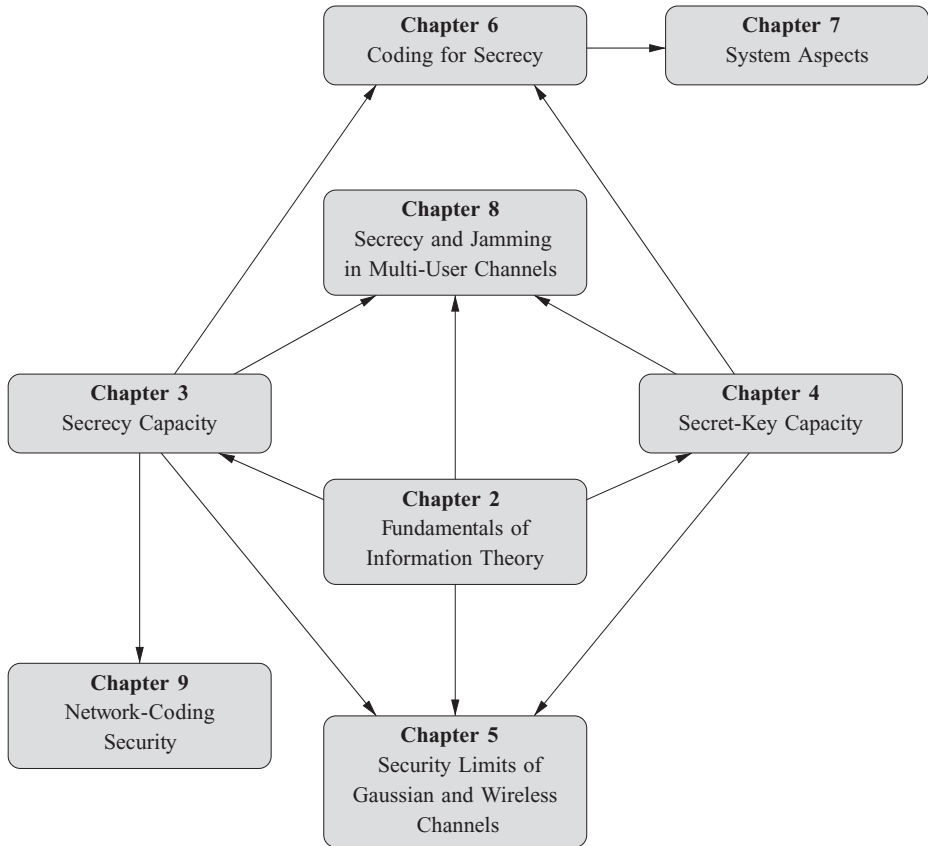 Chapter 6
Coding for Secrecy
Chapter 7
System Aspects
Chapter 8
Secrecy and Jamming
in Multi-User Channels
Chapter 3
Secrecy Capacity
Chapter 4
Secret-Key Capacity
Chapter 2
Fundamentals of
Information Theory
Chapter 9
Network-Coding
Security
Chapter 5
Security Limits of
Gaussian and Wireless
Channels